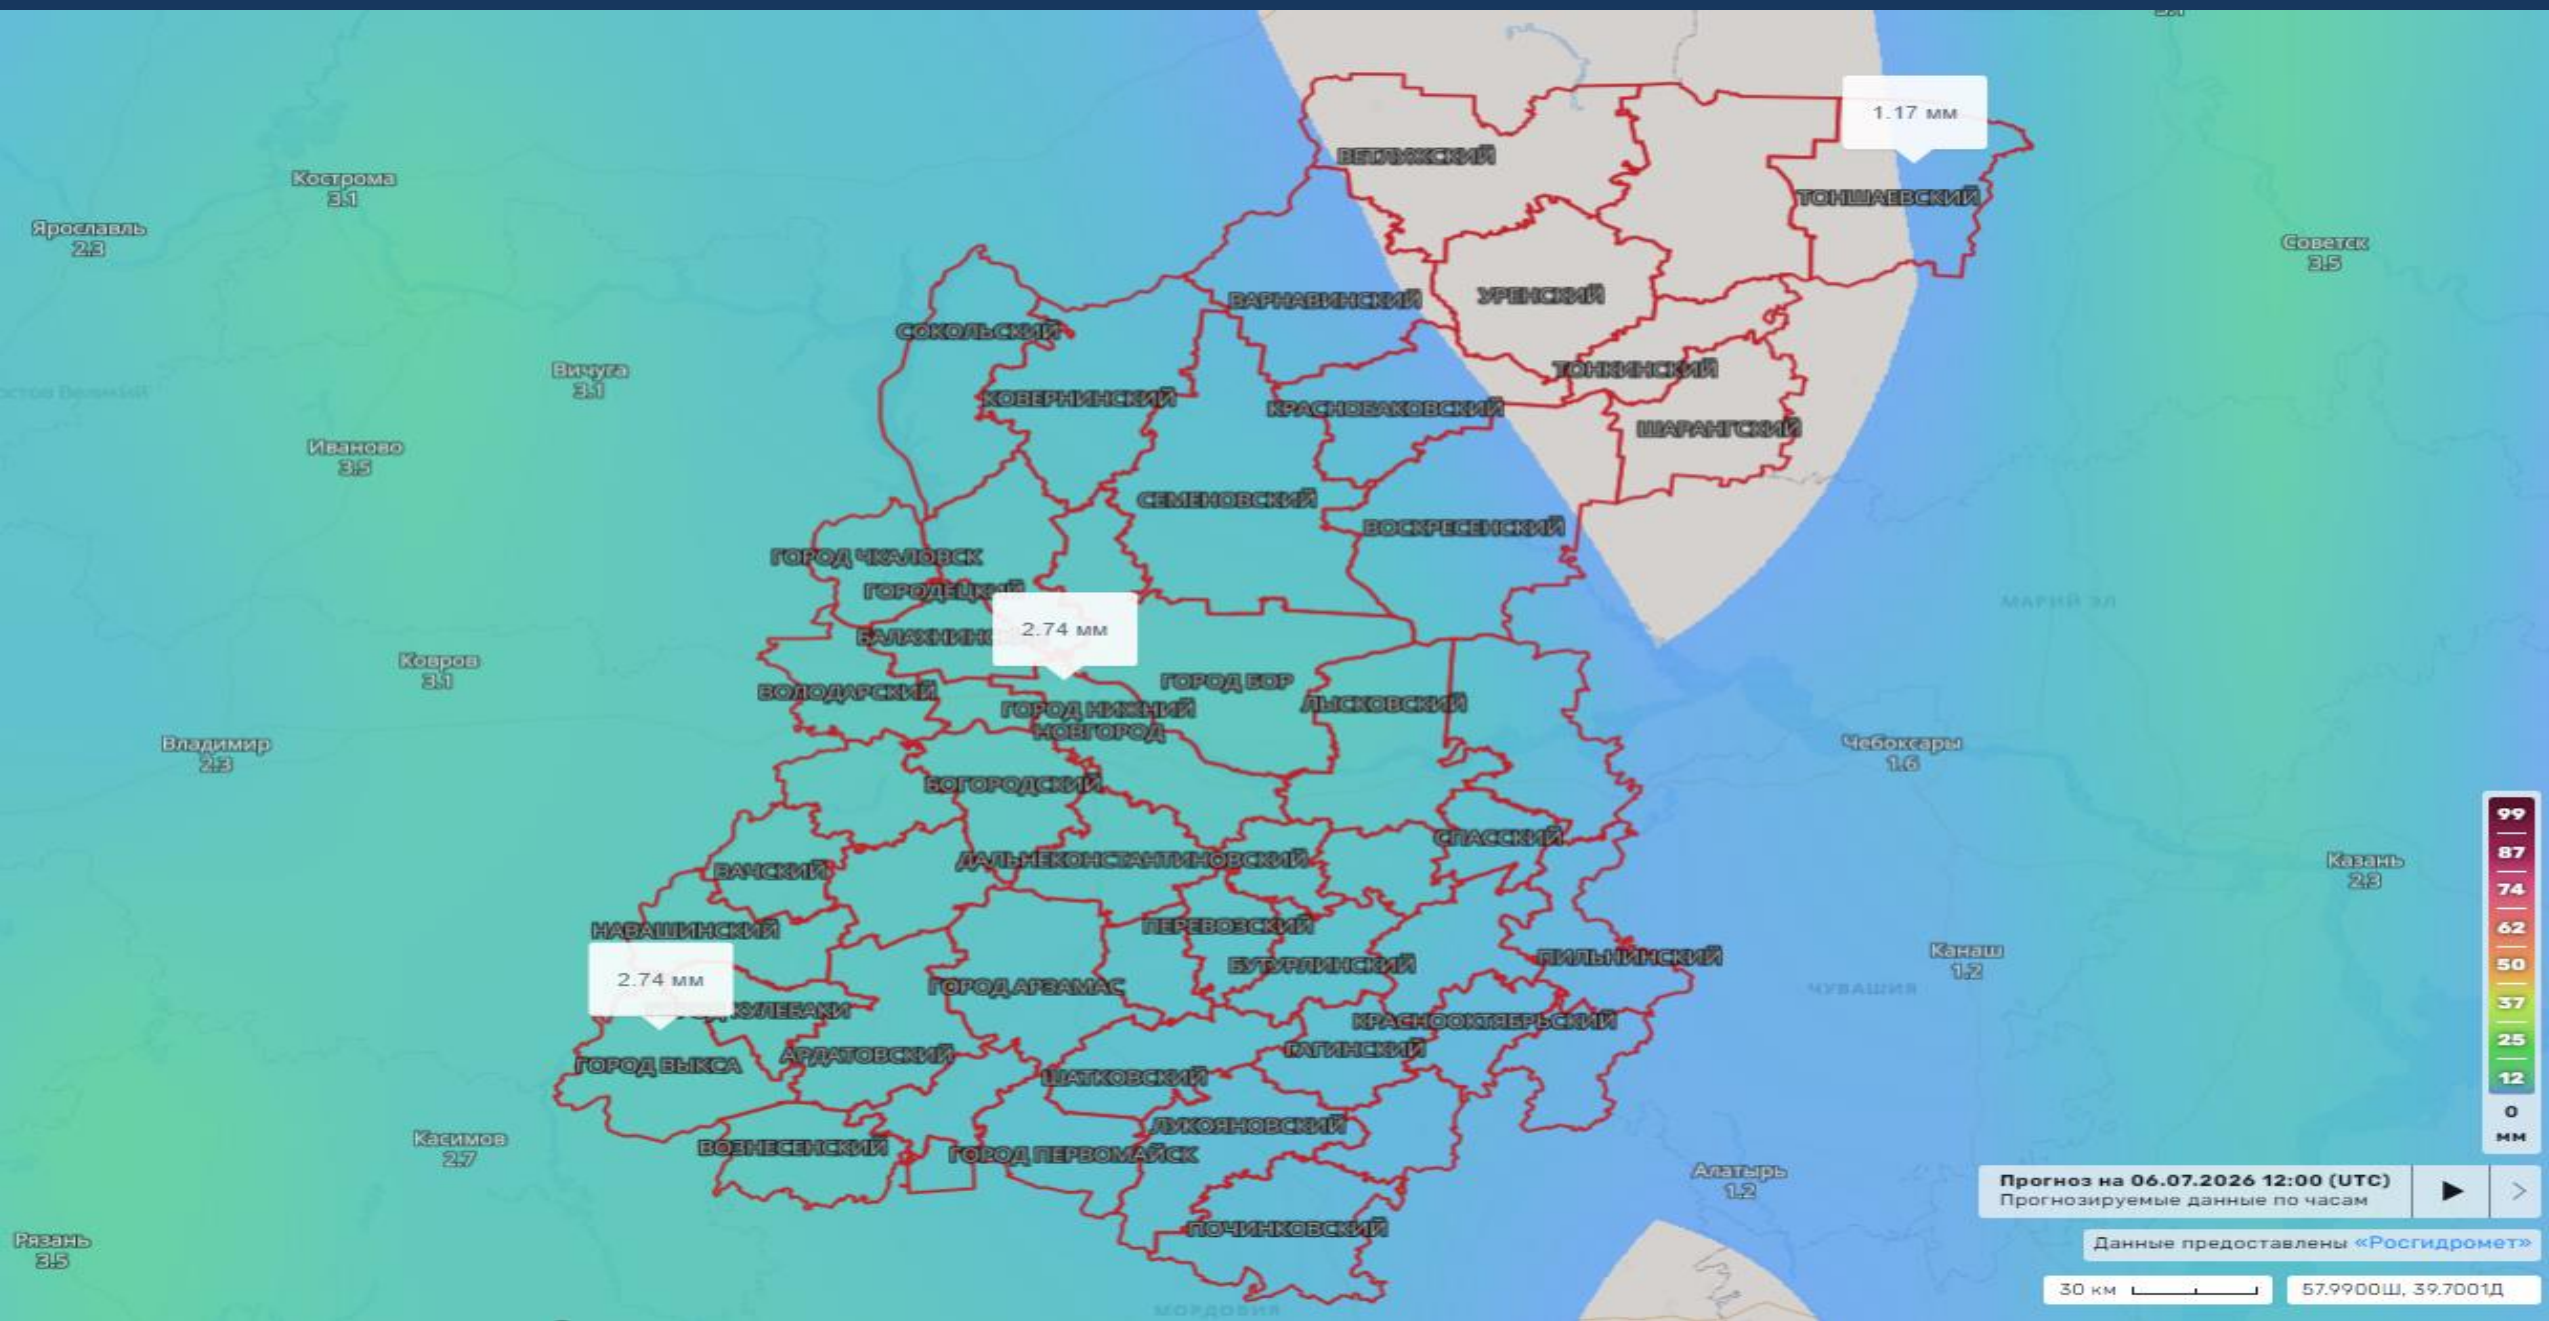 1.17 мм
ВЕТЛУЖСКИЙ
Кострома
3.1
ТОНШАЕВСКИЙ
Ярославль
2.3
Советск
3.5
УРЕНСКИЙ
ВАРНАВИНСКИЙ
СОКОЛЬСКИЙ
Вичуга
3.1
ТОНКИНСКИЙ
КОВЕРНИНСКИЙ
КРАСНОБАКОВСКИЙ
ШАРАНГСКИЙ
Иваново
3.5
СЕМЕНОВСКИЙ
ВОСКРЕСЕНСКИЙ
ГОРОД ЧКАЛОВСК
ГОРОДЕЦКИЙ
МАРИЙ ЭЛ
2.74 мм
БАЛАХНИНС
Ковров
3.1
ГОРОД БОР
ВОЛОДАРСКИЙ
ЛЫСКОВСКИЙ
ГОРОД НИЖНИЙ
НОВГОРОД
Владимир
2.3
Чебоксары
1.6
БОГОРОДСКИЙ
СПАССКИЙ
ДАЛЬНЕКОНСТАНТИНОВСКИЙ
ВАЧСКИЙ
Казань
2.3
ПЕРЕВОЗСКИЙ
НАВАШИНСКИЙ
Канаш
1.2
ПИЛЬНИНСКИЙ
БУТУРЛИНСКИЙ
2.74 мм
ГОРОД АРЗАМАС
ЧУВАШИЯ
КУЛЕБАКИ
КРАСНООКТЯБРЬСКИЙ
ГАГИНСКИЙ
АРДАТОВСКИЙ
ГОРОД ВЫКСА
ШАТКОВСКИЙ
ЛУКОЯНОВСКИЙ
Касимов
2.7
ВОЗНЕСЕНСКИЙ
ГОРОД ПЕРВОМАЙСК
Алатырь
1.2
ПОЧИНКОВСКИЙ
Рязань
3.5
МОРДОВИЯ
99
87
74
62
50
37
25
12
0
мм
Прогноз на 06.07.2026 12:00 (UTC)
Прогнозируемые данные по часам
Данные предоставлены «Росгидромет»
30 км
57.9900Ш, 39.7001Д